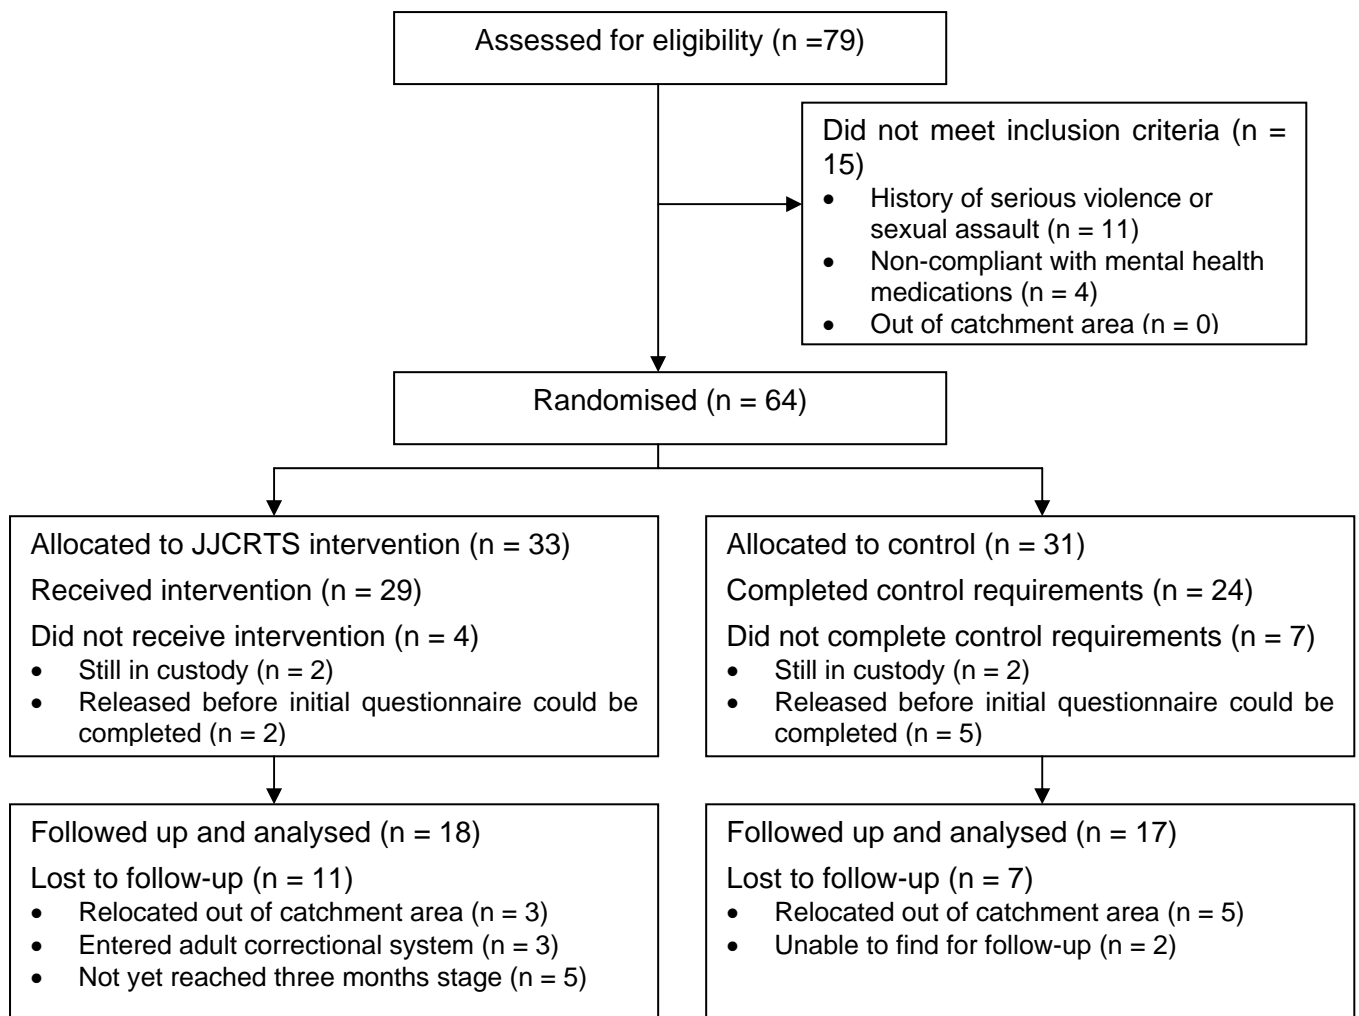 Assessed for eligibility (n =79)
Did not meet inclusion criteria (n =
15)
• History of serious violence or
sexual assault (n = 11)
• Non-compliant with mental health
medications (n = 4)
• Out of catchment area (n = 0)
Randomised (n = 64)
Allocated to JJCRTS intervention (n = 33)
Received intervention (n = 29)
Did not receive intervention (n = 4)
• Still in custody (n = 2)
• Released before initial questionnaire could be
completed (n = 2)
Allocated to control (n = 31)
Completed control requirements (n = 24)
Did not complete control requirements (n = 7)
• Still in custody (n = 2)
• Released before initial questionnaire could be
completed (n = 5)
Followed up and analysed (n = 18)
Lost to follow-up (n = 11)
• Relocated out of catchment area (n = 3)
• Entered adult correctional system (n = 3)
• Not yet reached three months stage (n = 5)
Followed up and analysed (n = 17)
Lost to follow-up (n = 7)
• Relocated out of catchment area (n = 5)
• Unable to find for follow-up (n = 2)